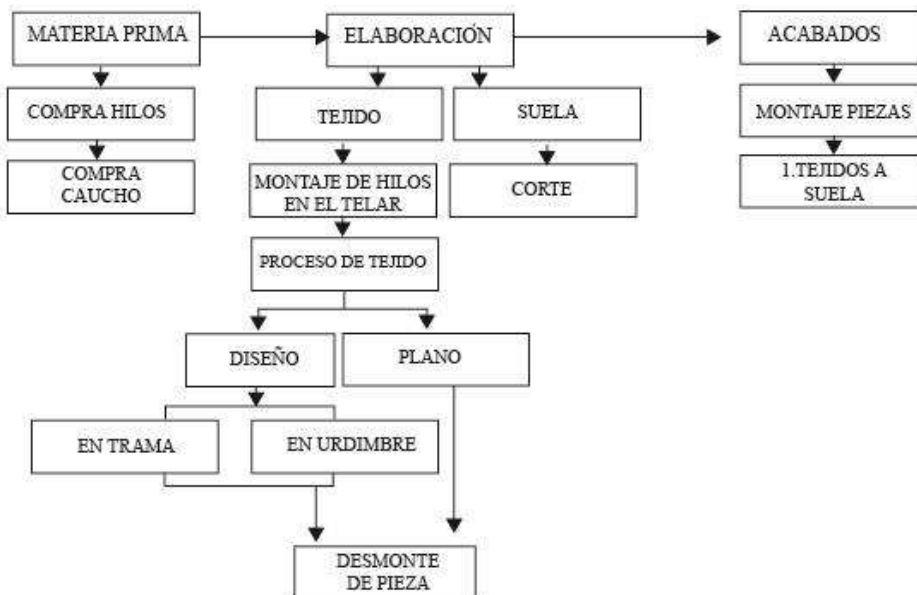 MATERIA PRIMA
ELABORACIÓN
ACABADOS
COMPRA HILOS
TEJIDO
SUELA
MONTAJE PIEZAS
COMPRA
CAUCHO
MONTAJE DE HILOS
EN EL TELAR
CORTE
1.TEJIDOS A
SUELA
PROCESO DE TEJIDO
DISEÑO
PLANO
EN TRAMA
EN URDIMBRE
DESMONTE
DE PIEZA